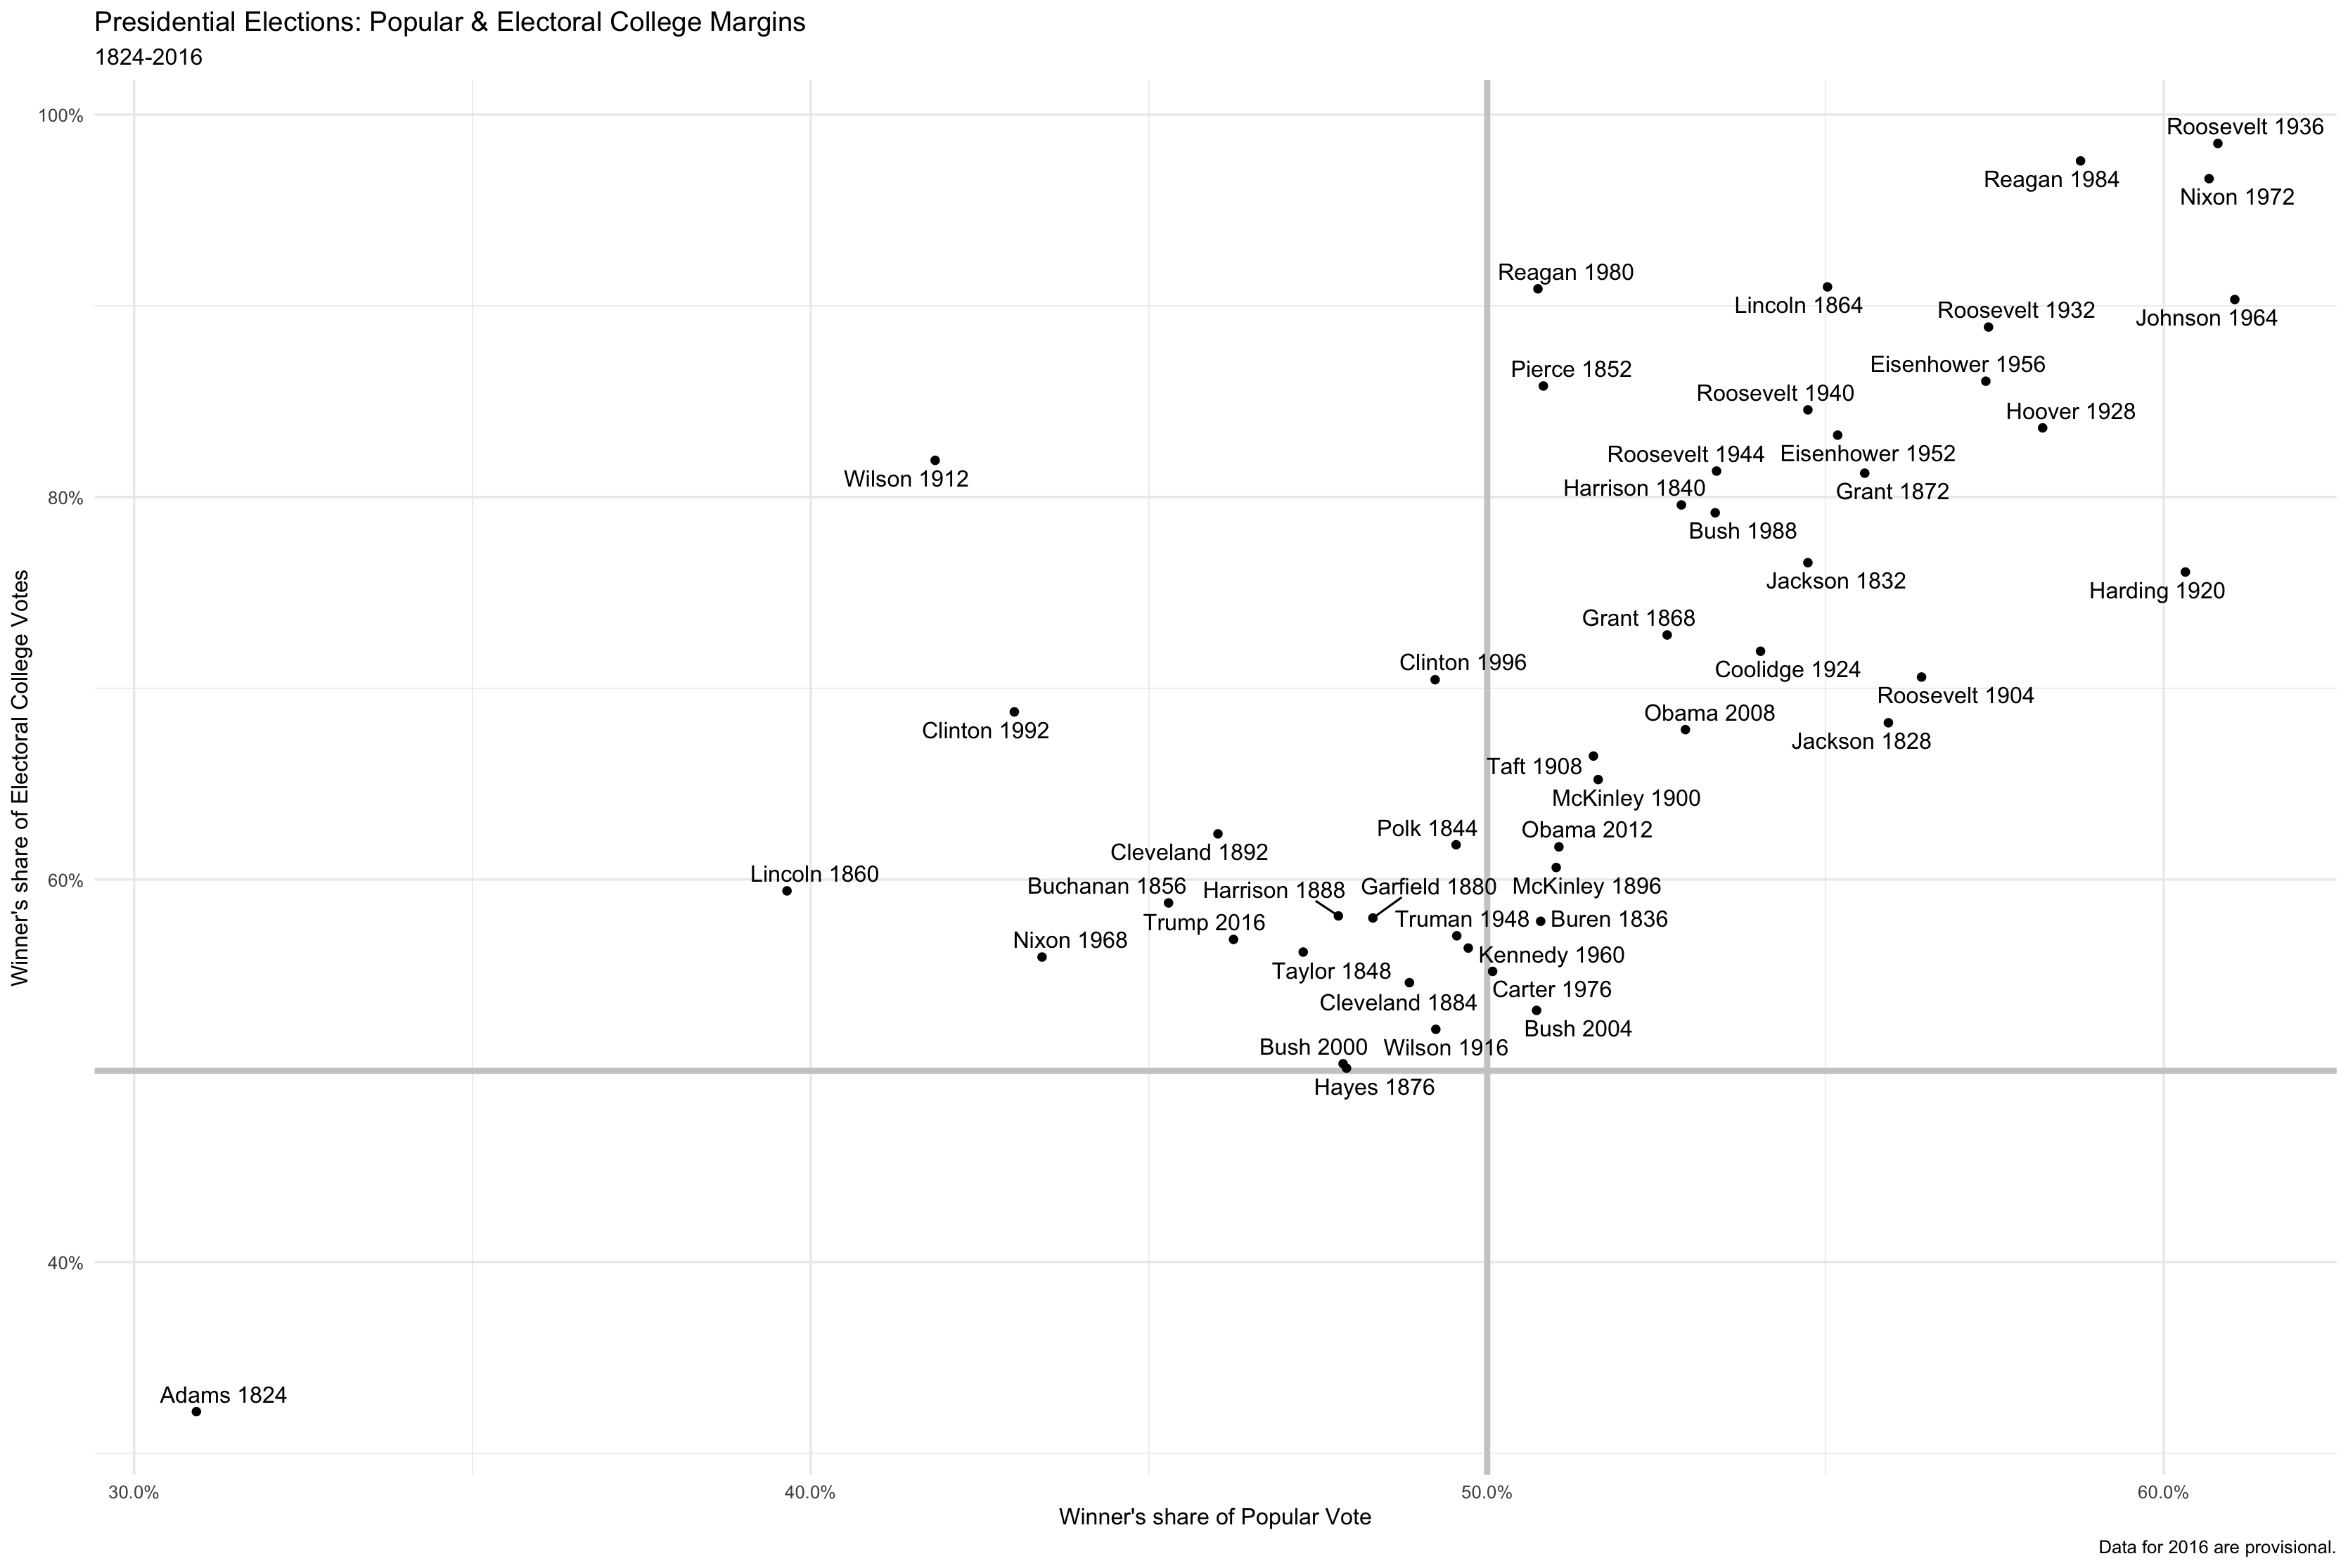 Presidential Elections: Popular & Electoral College Margins
1824-2016
100%
80%
60%
40%
Winner's share of Electoral College Votes
Roosevelt 1936
Reagan 1984
Nixon 1972
Reagan 1980
Lincoln 1864
Roosevelt 1932
Johnson 1964
Pierce 1852
Eisenhower 1956
Roosevelt 1940
Hoover 1928
Roosevelt 1944
Eisenhower 1952
Wilson 1912
Harrison 1840
Grant 1872
Bush 1988
Jackson 1832
Harding 1920
Grant 1868
Clinton 1996
Coolidge 1924
Roosevelt 1904
Obama 2008
Clinton 1992
Jackson 1828
Taft 1908
McKinley 1900
Polk 1844
Obama 2012
Cleveland 1892
Lincoln 1860
Buchanan 1856
Harrison 1888
Garfield 1880
McKinley 1896
Trump 2016
Truman 1948
Buren 1836
Nixon 1968
Kennedy 1960
Taylor 1848
Carter 1976
Cleveland 1884
Bush 2004
Bush 2000
Wilson 1916
Hayes 1876
Adams 1824
30.0%
40.0%
50.0%
60.0%
Winner's share of Popular Vote
Data for 2016 are provisional.